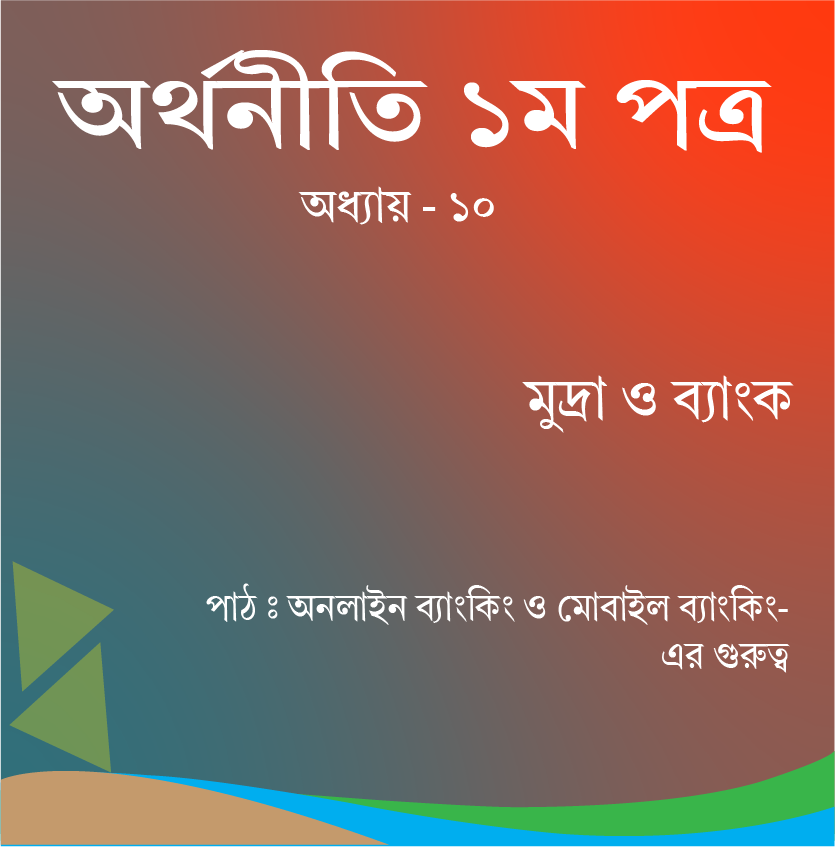 অর্থনীতি ১ম পত্র
অধ্যায় - ১০
মুদ্রা ও ব্যাংক
পাঠ ঃ অনলাইন ব্যাংকিং ও মোবাইল ব্যাংকিং-
এর গুরুত্ব